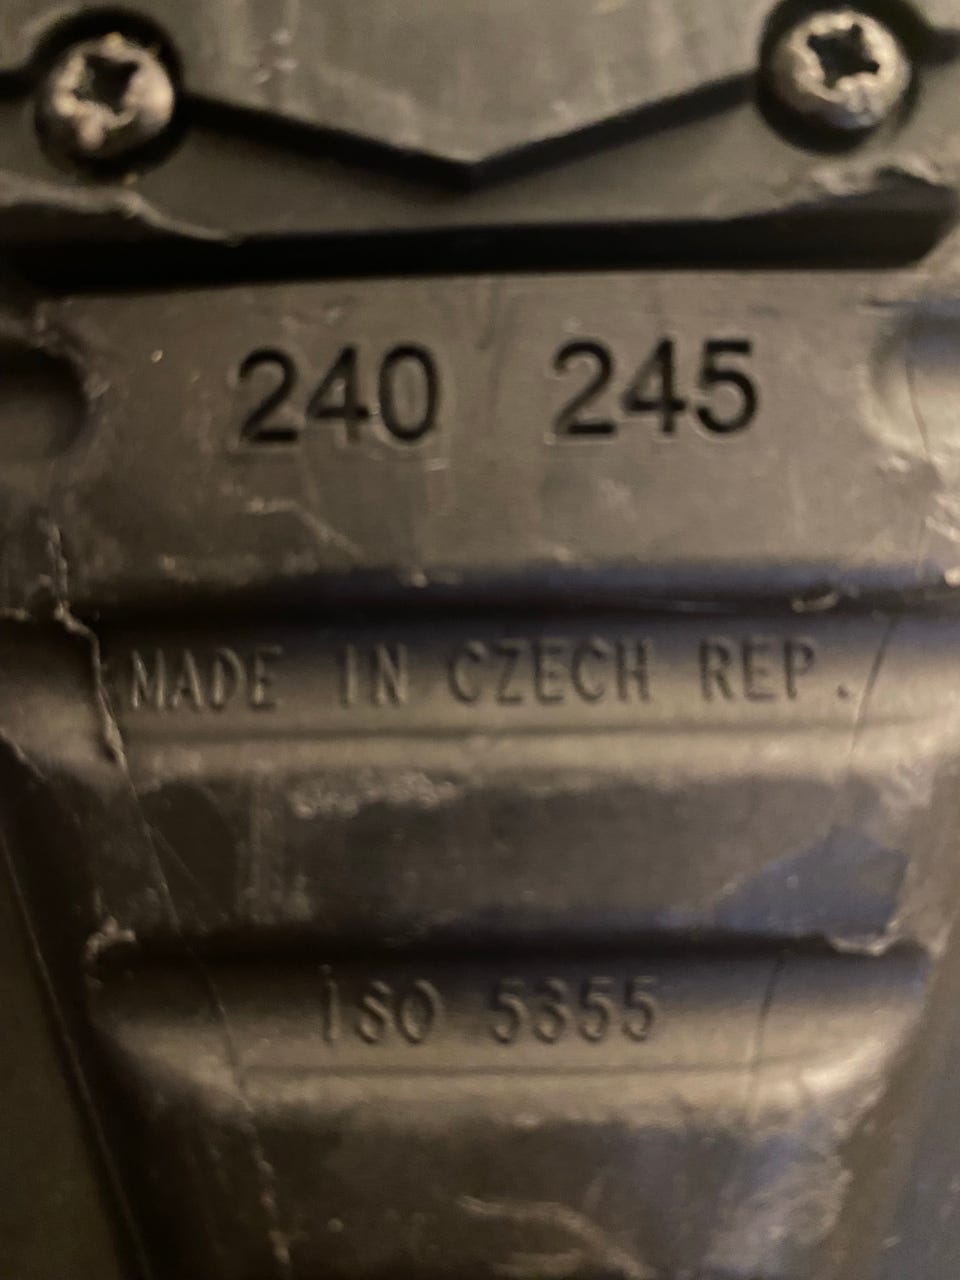 240 245
MADE IN CZECH REP.
ISO 5355